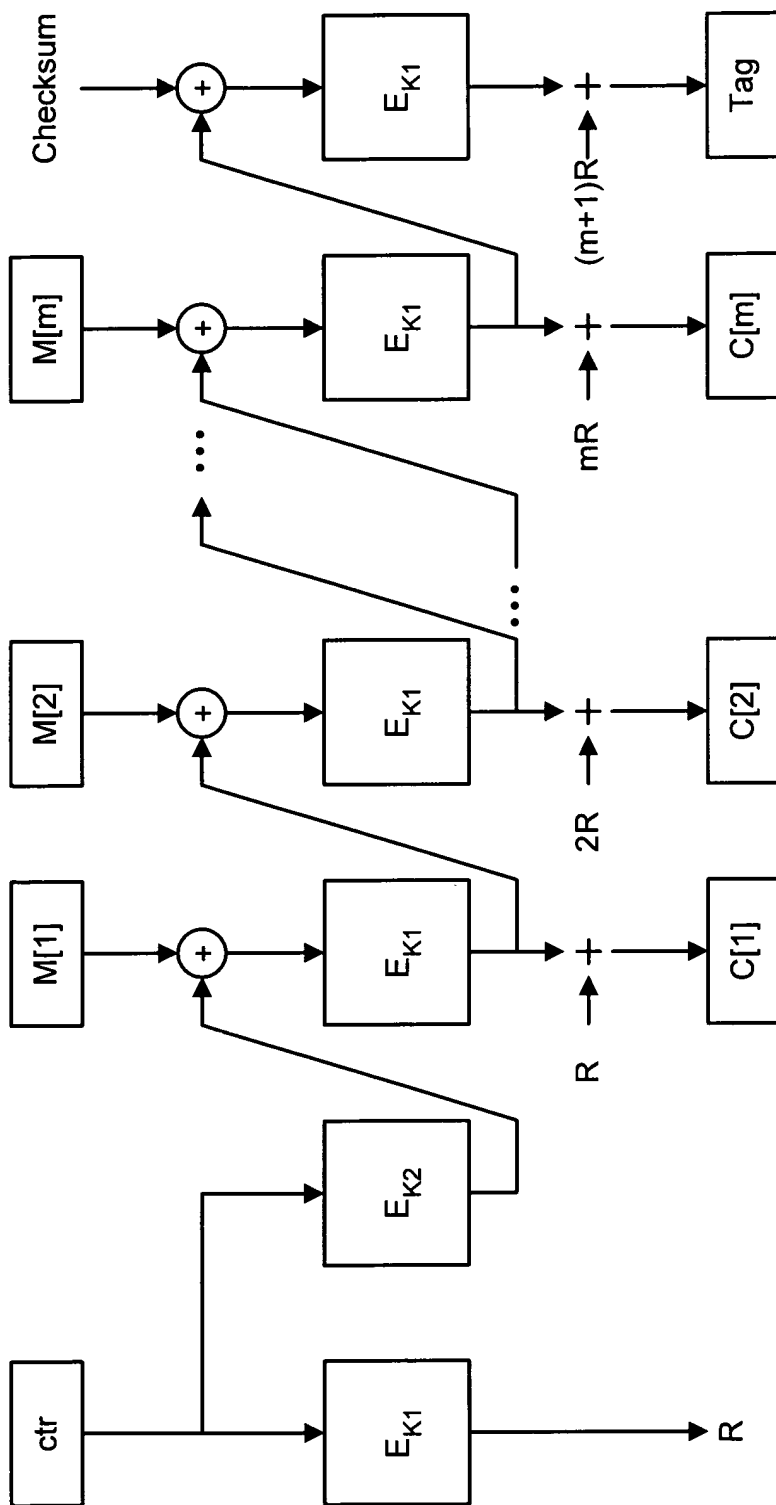 ctr
M[1]
M[2]
M[m]
Checksum
+
+
...
+
+
E_K1
E_K2
E_K1
E_K1
E_K1
E_K1
...
R
+
2R
+
mR
+
(m+1)R
+
R
C[1]
C[2]
C[m]
Tag